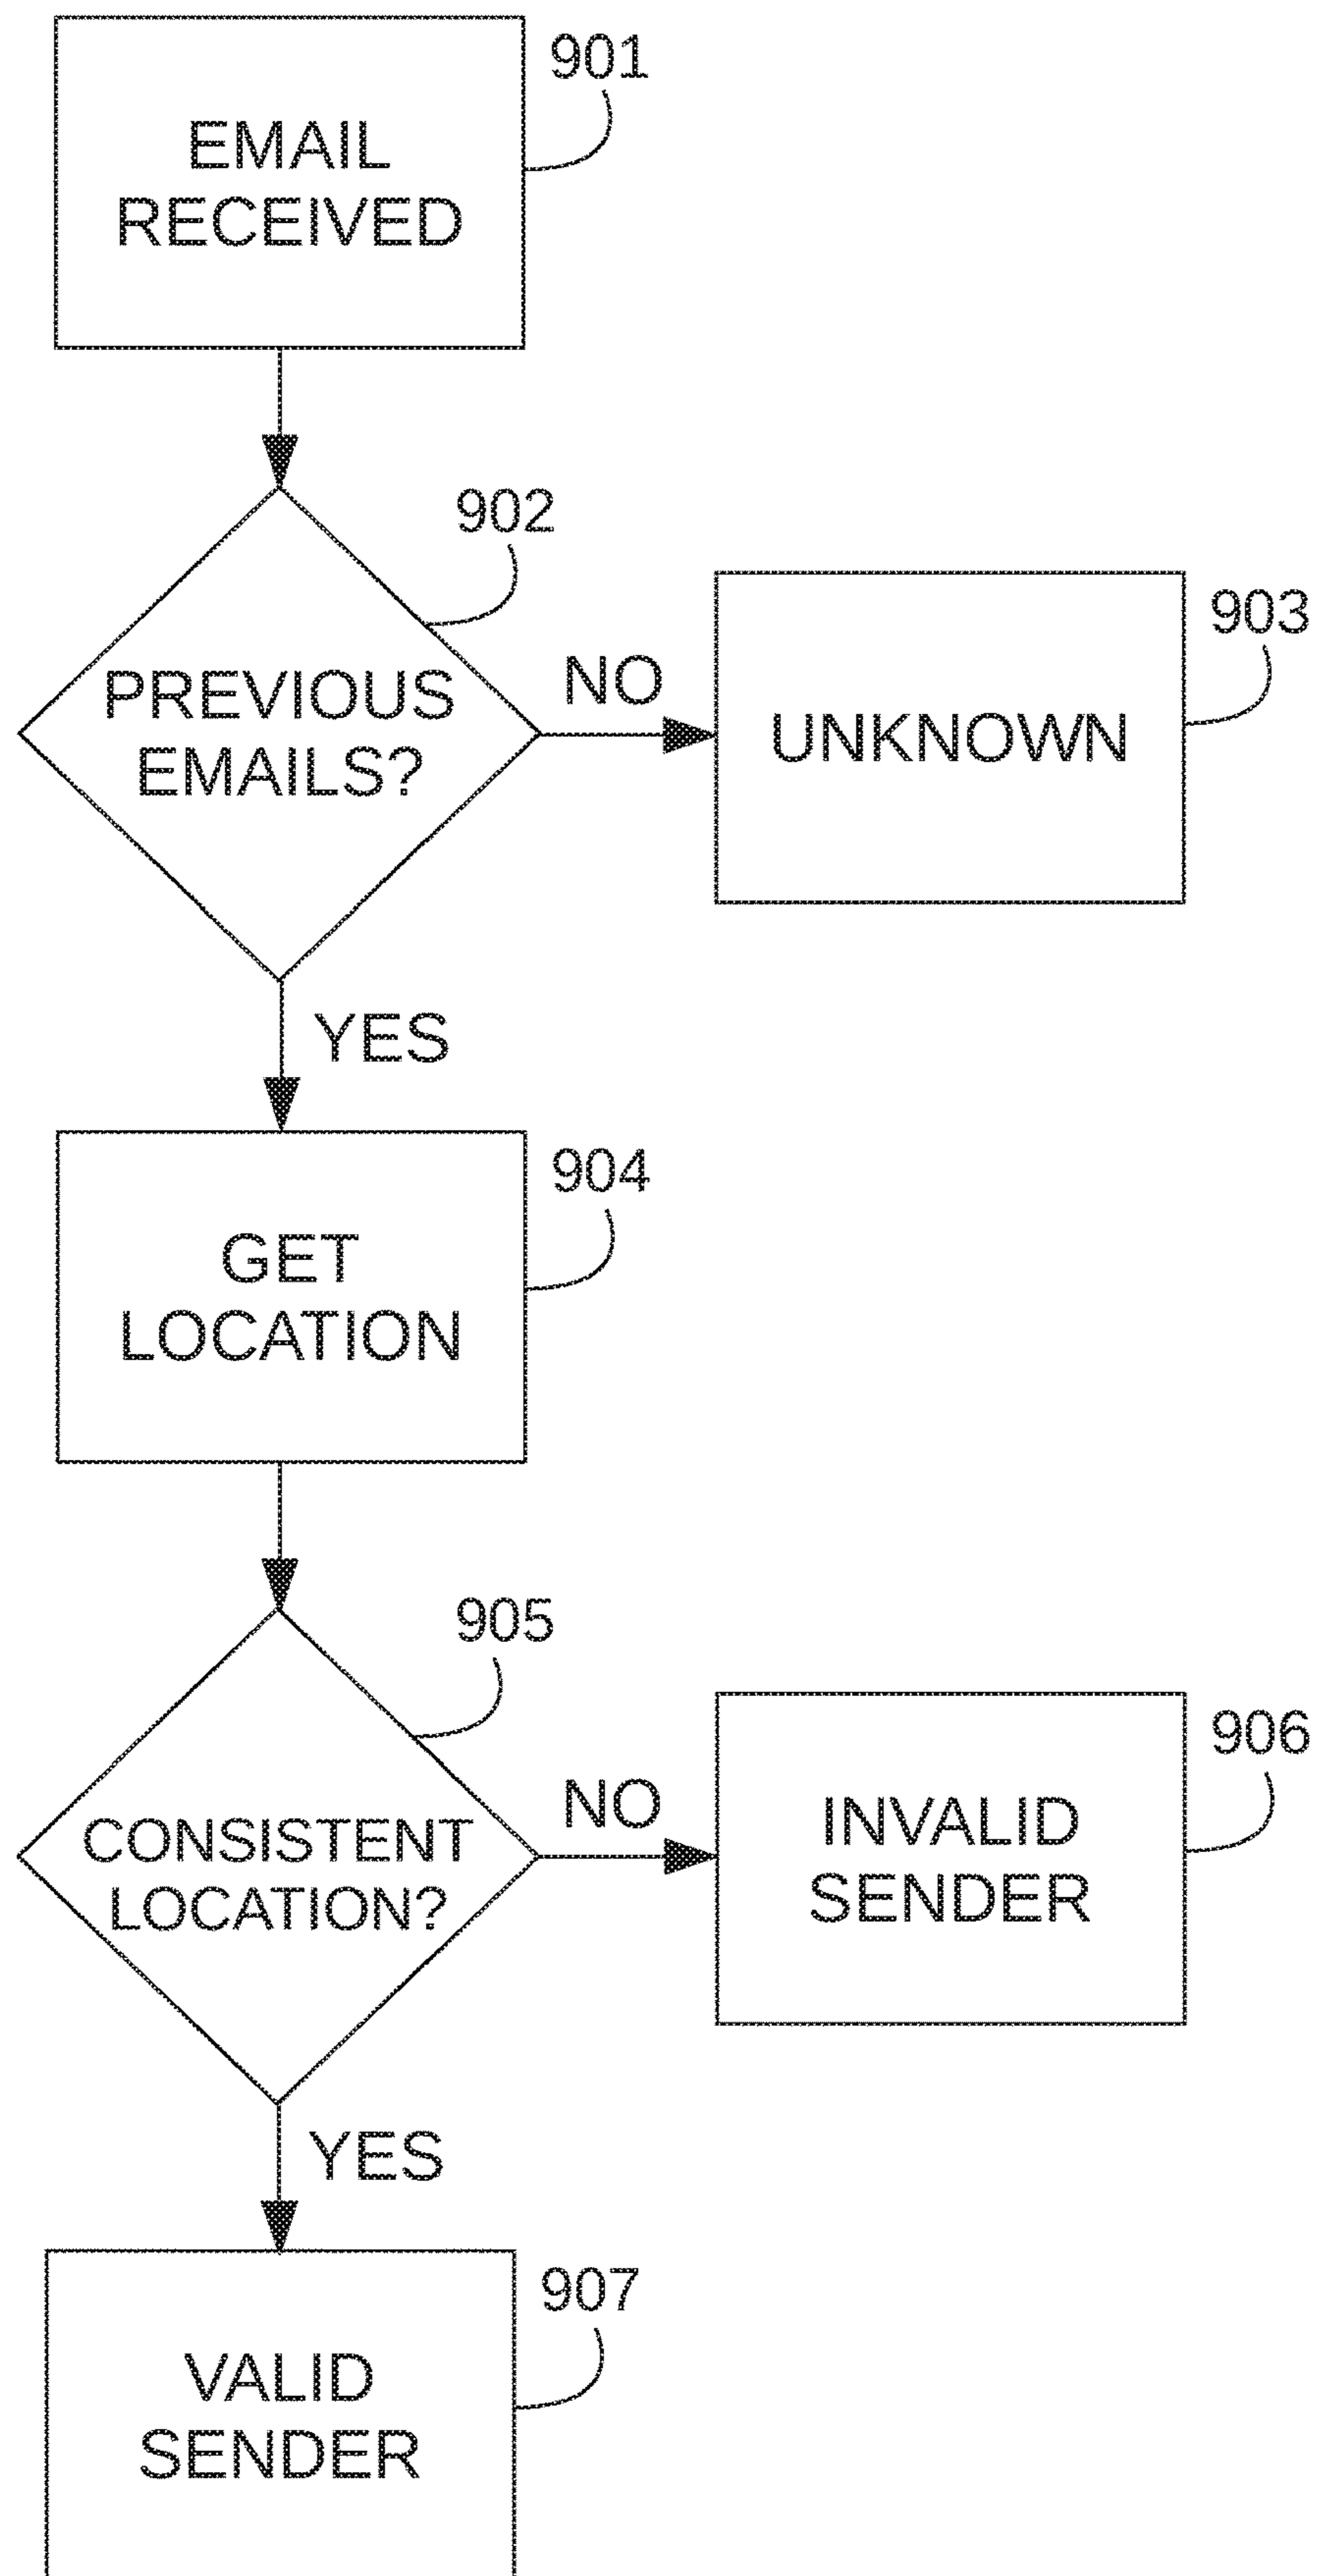 901
EMAIL
RECEIVED
902
PREVIOUS
EMAILS?
NO
903
UNKNOWN
YES
904
GET
LOCATION
905
CONSISTENT
LOCATION?
NO
906
INVALID
SENDER
YES
907
VALID
SENDER